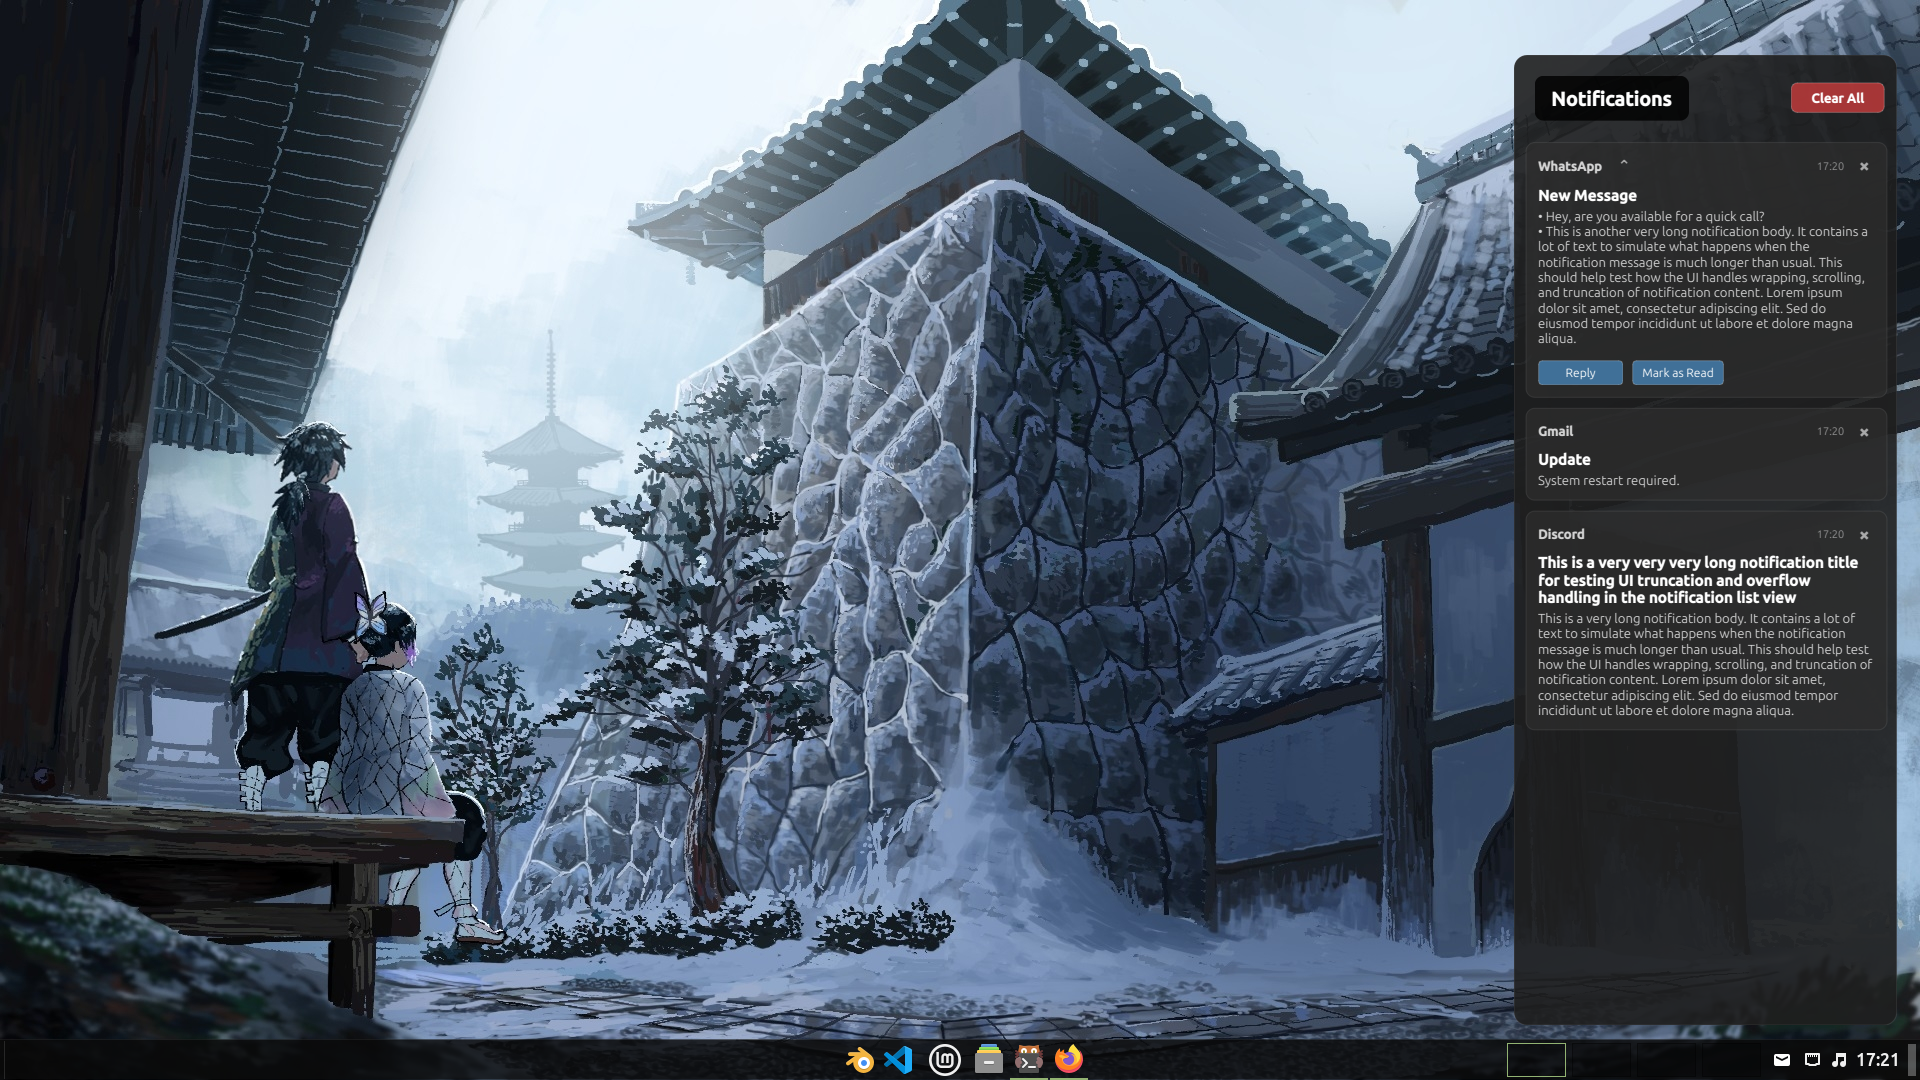 Notifications
Clear All
WhatsApp ^ 17:20 ×
New Message
• Hey, are you available for a quick call?
• This is another very long notification body. It contains a
lot of text to simulate what happens when the
notification message is much longer than usual. This
should help test how the UI handles wrapping, scrolling,
and truncation of notification content. Lorem ipsum
dolor sit amet, consectetur adipiscing elit. Sed do
eiusmod tempor incididunt ut labore et dolore magna
aliqua.
Reply
Mark as Read
Gmail 17:20 ×
Update
System restart required.
Discord 17:20 ×
This is a very very very long notification title
for testing UI truncation and overflow
handling in the notification list view
This is a very long notification body. It contains a lot of
text to simulate what happens when the notification
message is much longer than usual. This should help test
how the UI handles wrapping, scrolling, and truncation of
notification content. Lorem ipsum dolor sit amet,
consectetur adipiscing elit. Sed do eiusmod tempor
incididunt ut labore et dolore magna aliqua.
17:21